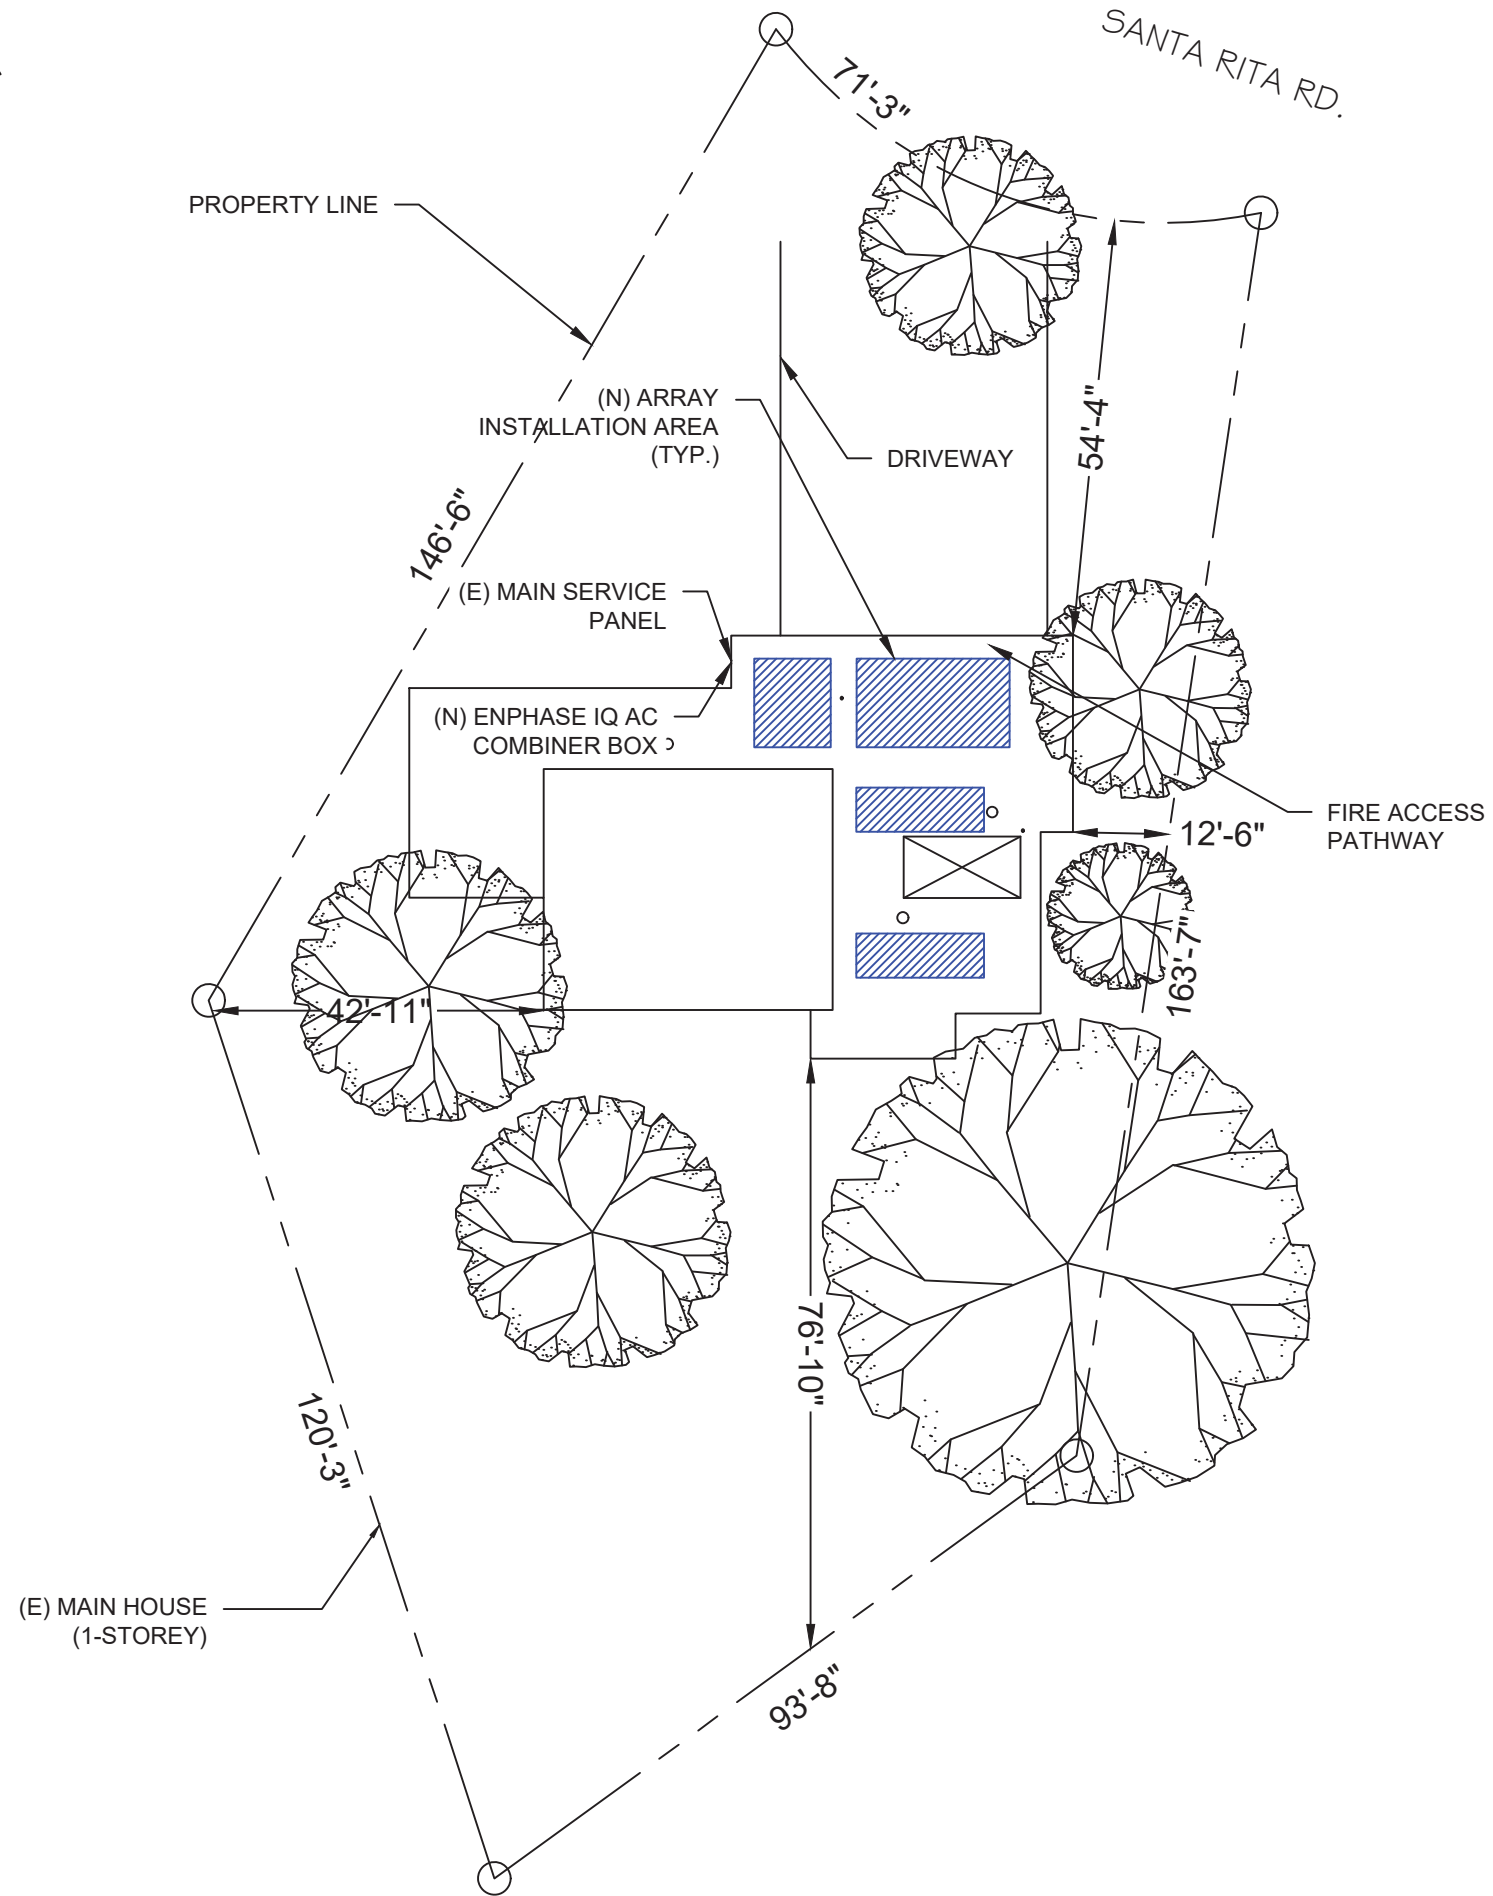 SANTA RITA RD.
71'-3"
PROPERTY LINE
(N) ARRAY
INSTALLATION AREA
(TYP.)
54'-4"
DRIVEWAY
146'-6"
(E) MAIN SERVICE
PANEL
(N) ENPHASE IQ AC
COMBINER BOX
FIRE ACCESS
PATHWAY
12'-6"
163'-7"
42'-11"
76'-10"
120'-3"
(E) MAIN HOUSE
(1-STOREY)
93'-8"